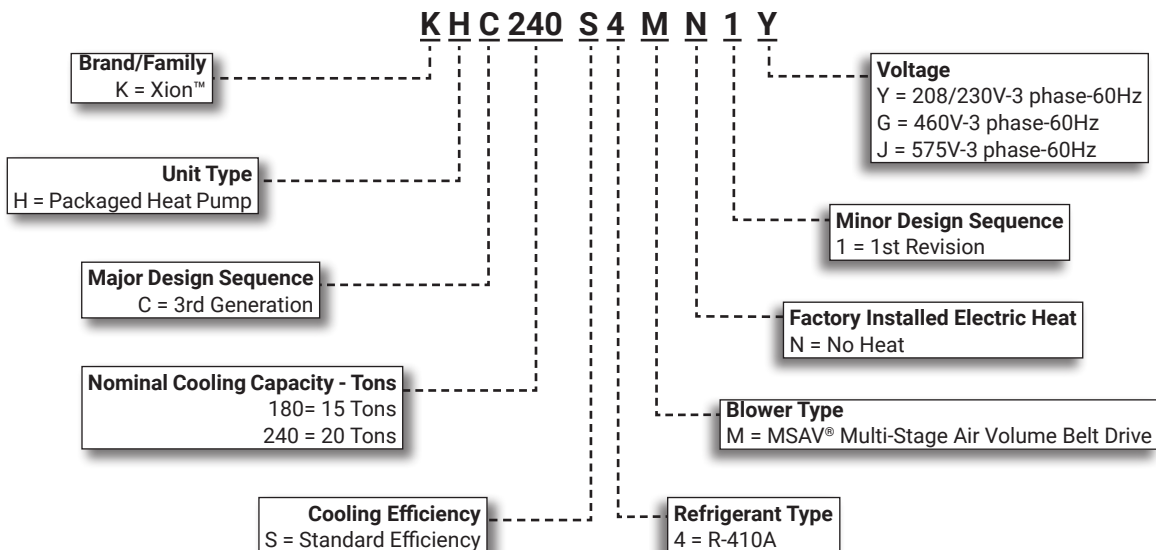 K H C 240 S 4 M N 1 Y
Brand/Family
K = Xion™
Unit Type
H = Packaged Heat Pump
Major Design Sequence
C = 3rd Generation
Nominal Cooling Capacity - Tons
180= 15 Tons
240 = 20 Tons
Cooling Efficiency
S = Standard Efficiency
Voltage
Y = 208/230V-3 phase-60Hz
G = 460V-3 phase-60Hz
J = 575V-3 phase-60Hz
Minor Design Sequence
1 = 1st Revision
Factory Installed Electric Heat
N = No Heat
Blower Type
M = MSAV® Multi-Stage Air Volume Belt Drive
Refrigerant Type
4 = R-410A